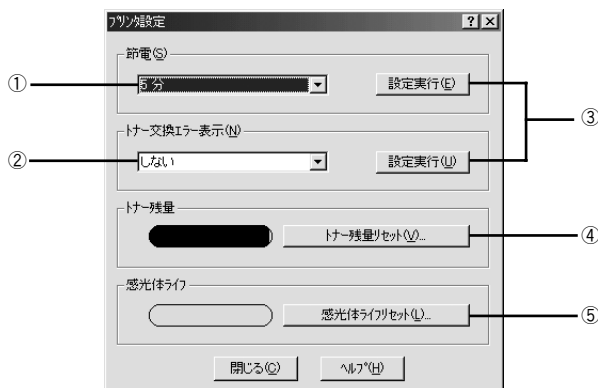 プリンタ設定
節電(S)
① 5分 設定実行(E)
③
トナー交換エラー表示(N)
② しない 設定実行(U)
トナー残量
トナー残量リセット(V)... ④
感光体ライフ
感光体ライフリセット(L)... ⑤
閉じる(C) ヘルプ(H)